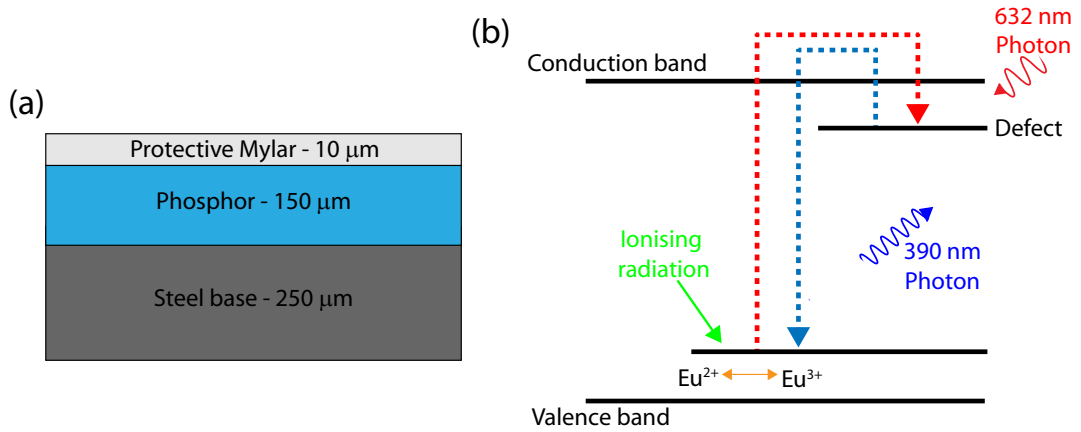 (a)
Protective Mylar - 10 μm
Phosphor - 150 μm
Steel base - 250 μm
(b)
632 nm
Photon
Conduction band
Defect
Ionising
radiation
390 nm
Photon
Eu²⁺
Eu³⁺
Valence band